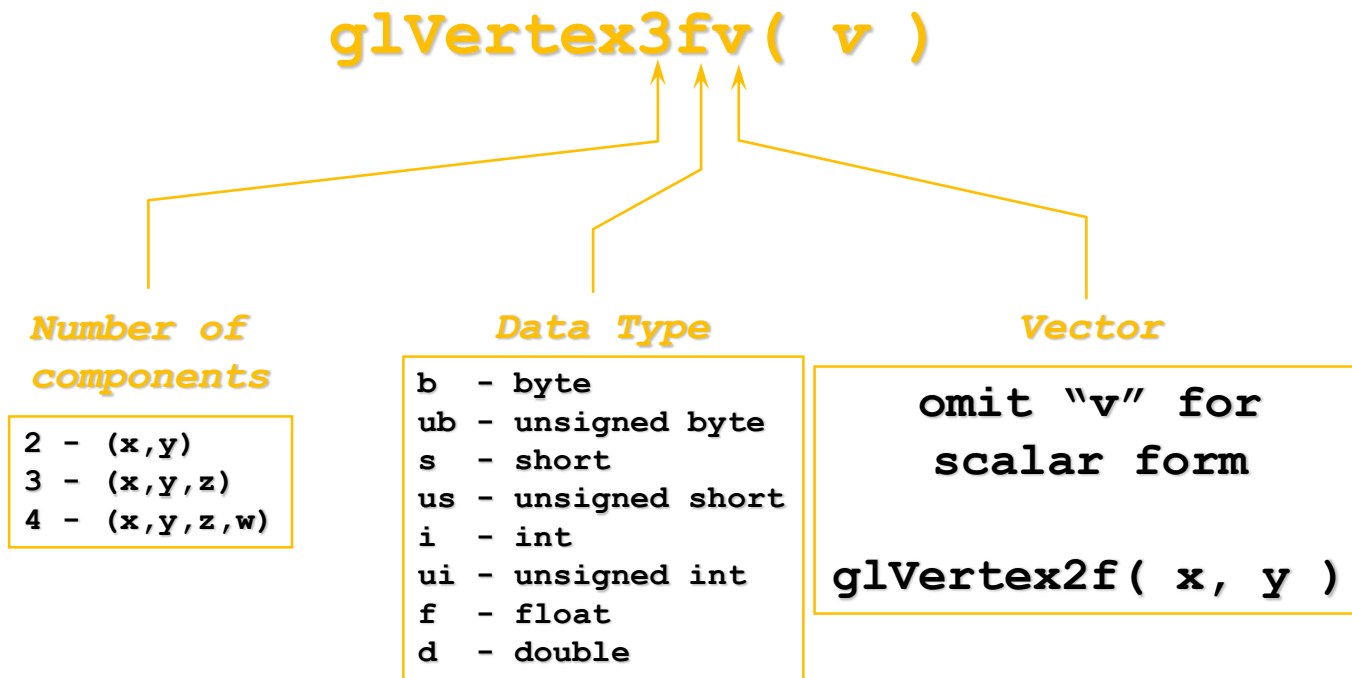 glVertex3fv( v )
Number of
components
2 - (x,y)
3 - (x,y,z)
4 - (x,y,z,w)
Data Type
b - byte
ub - unsigned byte
s - short
us - unsigned short
i - int
ui - unsigned int
f - float
d - double
Vector
omit “v” for
scalar form
glVertex2f( x, y )